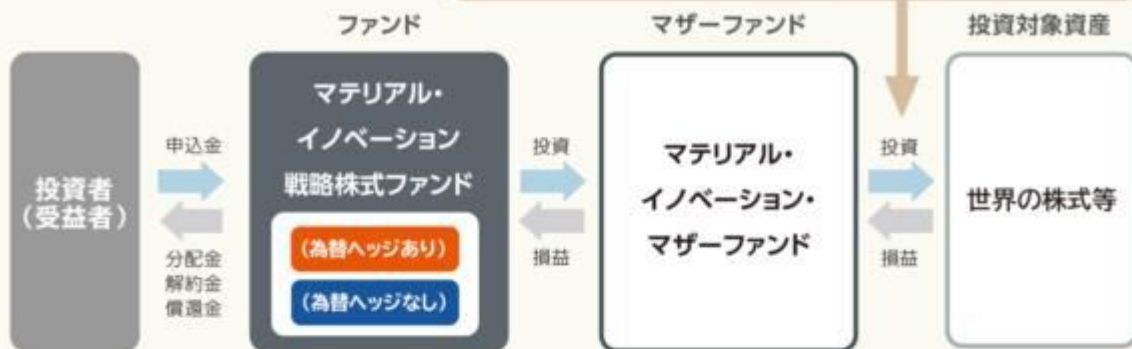 ファンド
マザーファンド
投資対象資産
投資者
(受益者)
申込金
分配金
解約金
償還金
マテリアル・
イノベーション
戦略株式ファンド
(為替ヘッジあり)
(為替ヘッジなし)
投資
損益
マテリアル・
イノベーション・
マザーファンド
投資
損益
世界の株式等